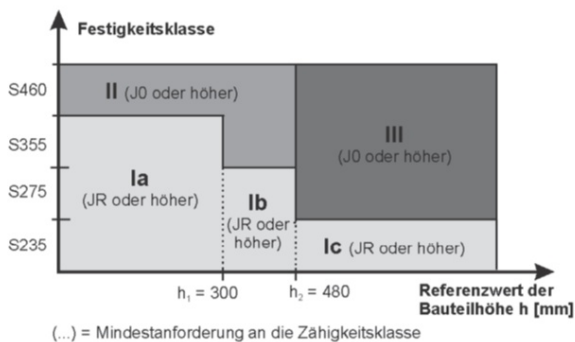 Festigkeitsklasse
S460
II (J0 oder höher)
S355
III
(J0 oder höher)
Ia
(JR oder höher)
S275
Ib
(JR oder
höher)
S235
Ic (JR oder höher)
h₁ = 300
h₂ = 480
Referenzwert der
Bauteilhöhe h [mm]
(...) = Mindestanforderung an die Zähigkeitsklasse